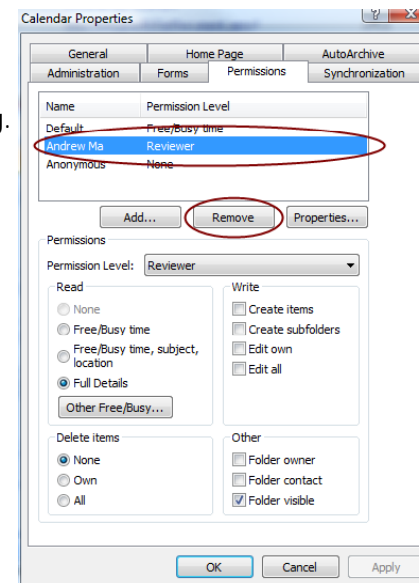 Calendar Properties
General Home Page AutoArchive
Administration Forms Permissions Synchronization
Name Permission Level
Default Free/Busy time
Andrew Ma Reviewer
Anonymous None
Add... Remove Properties...
Permissions
Permission Level: Reviewer
Read Write
None Create items
Free/Busy time Create subfolders
Free/Busy time, subject, Edit own
location Edit all
Full Details
Other Free/Busy...
Delete items Other
None Folder owner
Own Folder contact
All Folder visible
OK Cancel Apply